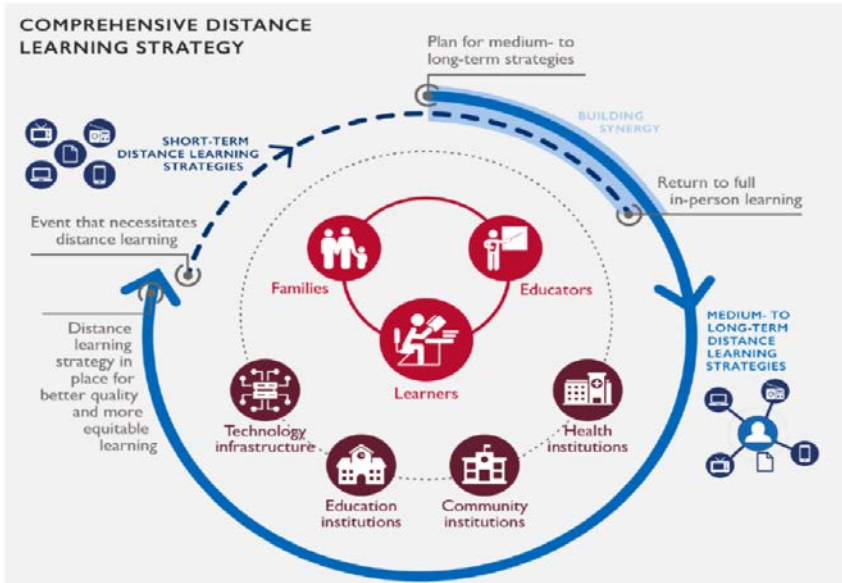 COMPREHENSIVE DISTANCE
LEARNING STRATEGY
Plan for medium- to
long-term strategies
BUILDING
SYNERGY
SHORT-TERM
DISTANCE LEARNING
STRATEGIES
Return to full
in-person learning
Event that necessitates
distance learning
Families
Educators
Distance
learning
strategy in
place for
better quality
and more
equitable
learning
MEDIUM- TO
LONG-TERM
DISTANCE
LEARNING
STRATEGIES
Learners
Technology
infrastructure
Health
institutions
Education
institutions
Community
institutions